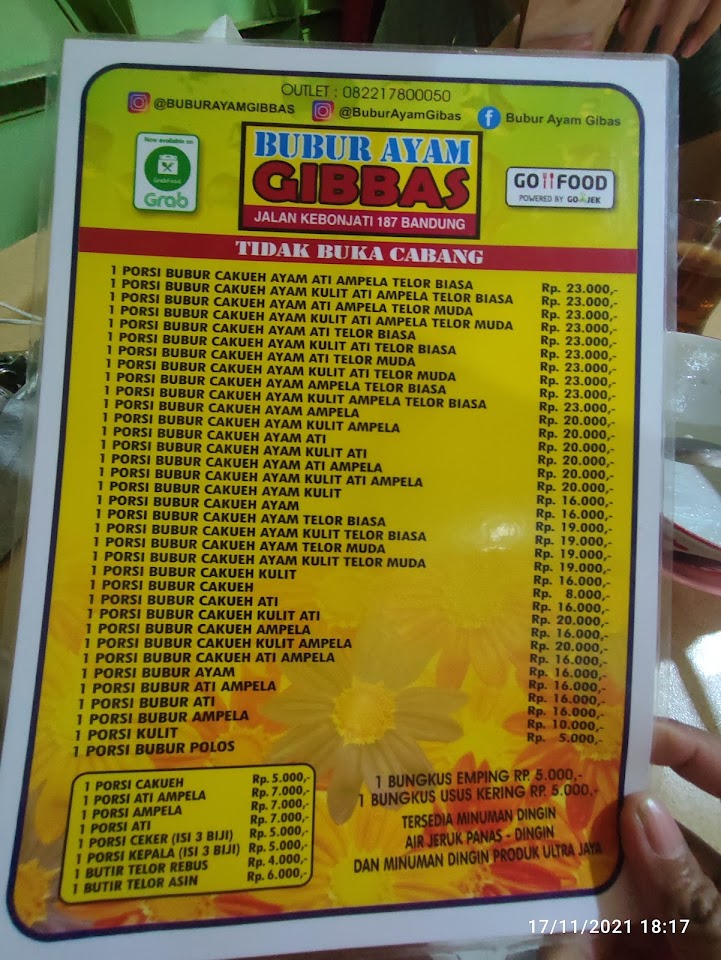 OUTLET : 082217800050
@BUBURAYAMGIBBAS @BuburAyamGibas Bubur Ayam Gibas
Now available on
GrabFood
Grab
BUBUR AYAM
GIBBAS
JALAN KEBONJATI 187 BANDUNG
GO FOOD
POWERED BY GOJEK
TIDAK BUKA CABANG
1 PORSI BUBUR CAKUEH AYAM ATI AMPELA TELOR BIASA Rp. 23.000,-
1 PORSI BUBUR CAKUEH AYAM KULIT ATI AMPELA TELOR BIASA Rp. 23.000,-
1 PORSI BUBUR CAKUEH AYAM ATI AMPELA TELOR MUDA Rp. 23.000,-
1 PORSI BUBUR CAKUEH AYAM KULIT ATI AMPELA TELOR MUDA Rp. 23.000,-
1 PORSI BUBUR CAKUEH AYAM ATI TELOR BIASA Rp. 23.000,-
1 PORSI BUBUR CAKUEH AYAM KULIT ATI TELOR BIASA Rp. 23.000,-
1 PORSI BUBUR CAKUEH AYAM ATI TELOR MUDA Rp. 23.000,-
1 PORSI BUBUR CAKUEH AYAM KULIT ATI TELOR MUDA Rp. 23.000,-
1 PORSI BUBUR CAKUEH AYAM AMPELA TELOR BIASA Rp. 23.000,-
1 PORSI BUBUR CAKUEH AYAM KULIT AMPELA TELOR BIASA Rp. 23.000,-
1 PORSI BUBUR CAKUEH AYAM AMPELA Rp. 20.000,-
1 PORSI BUBUR CAKUEH AYAM KULIT AMPELA Rp. 20.000,-
1 PORSI BUBUR CAKUEH AYAM ATI Rp. 20.000,-
1 PORSI BUBUR CAKUEH AYAM KULIT ATI Rp. 20.000,-
1 PORSI BUBUR CAKUEH AYAM ATI AMPELA Rp. 20.000,-
1 PORSI BUBUR CAKUEH AYAM KULIT ATI AMPELA Rp. 20.000,-
1 PORSI BUBUR CAKUEH AYAM KULIT Rp. 16.000,-
1 PORSI BUBUR CAKUEH AYAM Rp. 16.000,-
1 PORSI BUBUR CAKUEH AYAM TELOR BIASA Rp. 19.000,-
1 PORSI BUBUR CAKUEH AYAM KULIT TELOR BIASA Rp. 19.000,-
1 PORSI BUBUR CAKUEH AYAM TELOR MUDA Rp. 19.000,-
1 PORSI BUBUR CAKUEH AYAM KULIT TELOR MUDA Rp. 19.000,-
1 PORSI BUBUR CAKUEH KULIT Rp. 16.000,-
1 PORSI BUBUR CAKUEH Rp. 8.000,-
1 PORSI BUBUR CAKUEH ATI Rp. 16.000,-
1 PORSI BUBUR CAKUEH KULIT ATI Rp. 20.000,-
1 PORSI BUBUR CAKUEH AMPELA Rp. 16.000,-
1 PORSI BUBUR CAKUEH KULIT AMPELA Rp. 20.000,-
1 PORSI BUBUR CAKUEH ATI AMPELA Rp. 16.000,-
1 PORSI BUBUR AYAM Rp. 16.000,-
1 PORSI BUBUR ATI AMPELA Rp. 16.000,-
1 PORSI BUBUR ATI Rp. 16.000,-
1 PORSI BUBUR AMPELA Rp. 16.000,-
1 PORSI KULIT Rp. 10.000,-
1 PORSI BUBUR POLOS Rp. 5.000,-
1 PORSI CAKUEH Rp. 5.000,-
1 PORSI ATI AMPELA Rp. 7.000,-
1 PORSI AMPELA Rp. 7.000,-
1 PORSI ATI Rp. 7.000,-
1 PORSI CEKER (ISI 3 BIJI) Rp. 5.000,-
1 PORSI KEPALA (ISI 3 BIJI) Rp. 5.000,-
1 BUTIR TELOR REBUS Rp. 4.000,-
1 BUTIR TELOR ASIN Rp. 6.000,-
1 BUNGKUS EMPING RP. 5.000,-
1 BUNGKUS USUS KERING RP. 5.000,-
TERSEDIA MINUMAN DINGIN
AIR JERUK PANAS - DINGIN
DAN MINUMAN DINGIN PRODUK ULTRA JAYA
17/11/2021 18:17